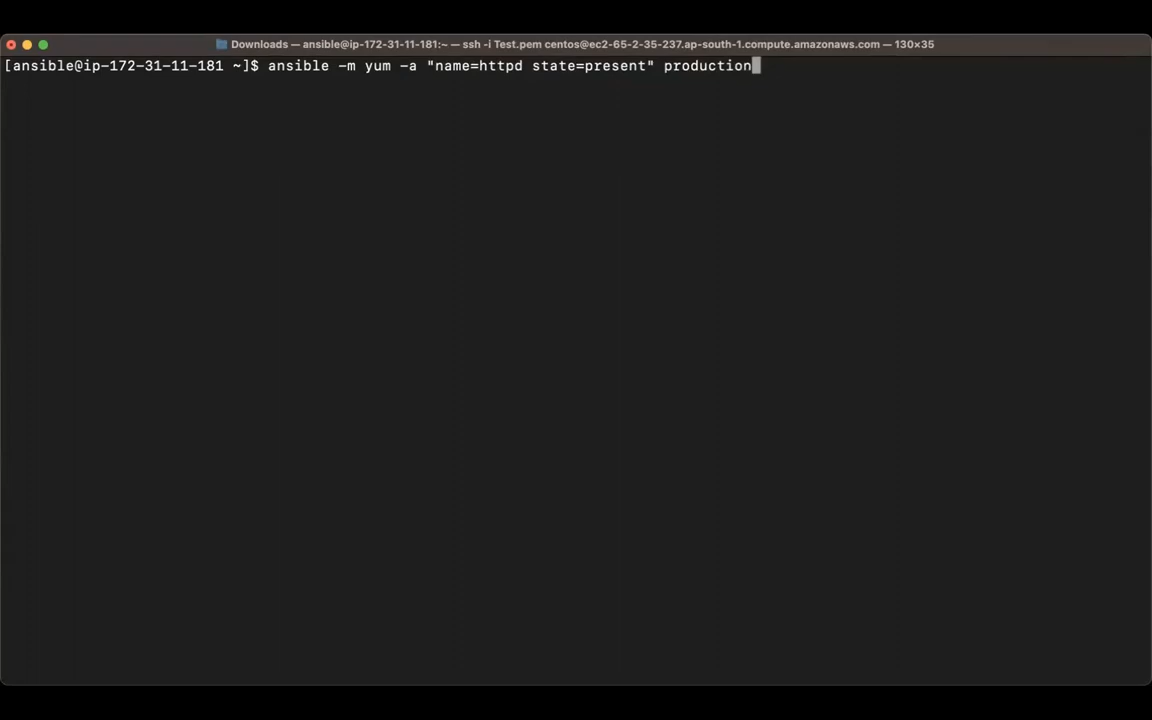 Downloads — ansible@ip-172-31-11-181:~ — ssh -i Test.pem centos@ec2-65-2-35-237.ap-south-1.compute.amazonaws.com — 130×35
[ansible@ip-172-31-11-181 ~]$ ansible -m yum -a "name=httpd state=present" production